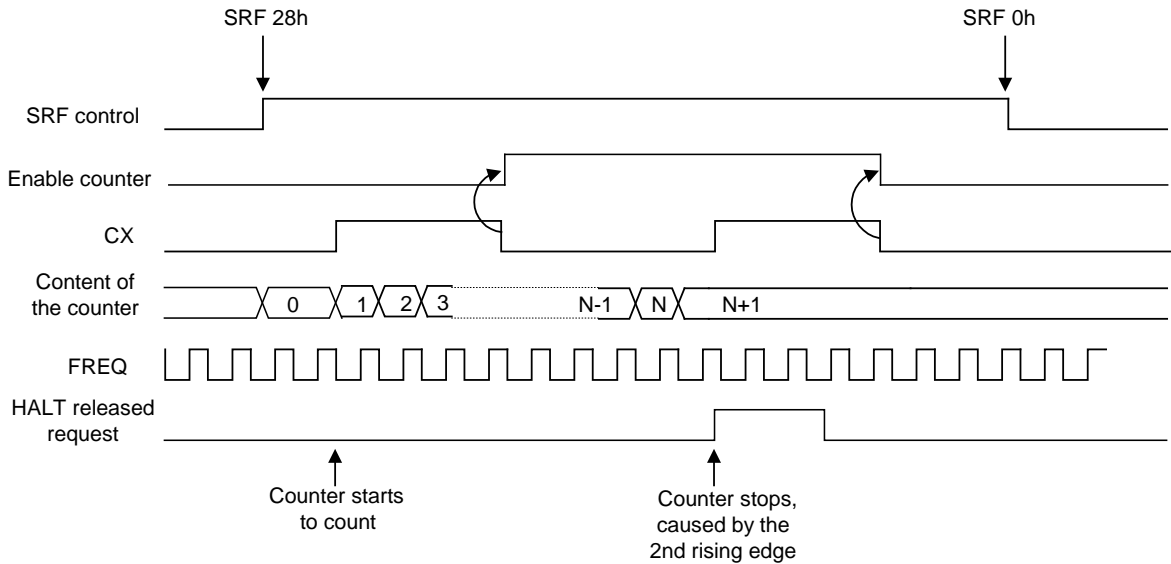 SRF 28h
SRF 0h
SRF control
Enable counter
CX
Content of
the counter
0
1
2
3
N-1
N
N+1
FREQ
HALT released
request
Counter starts
to count
Counter stops,
caused by the
2nd rising edge